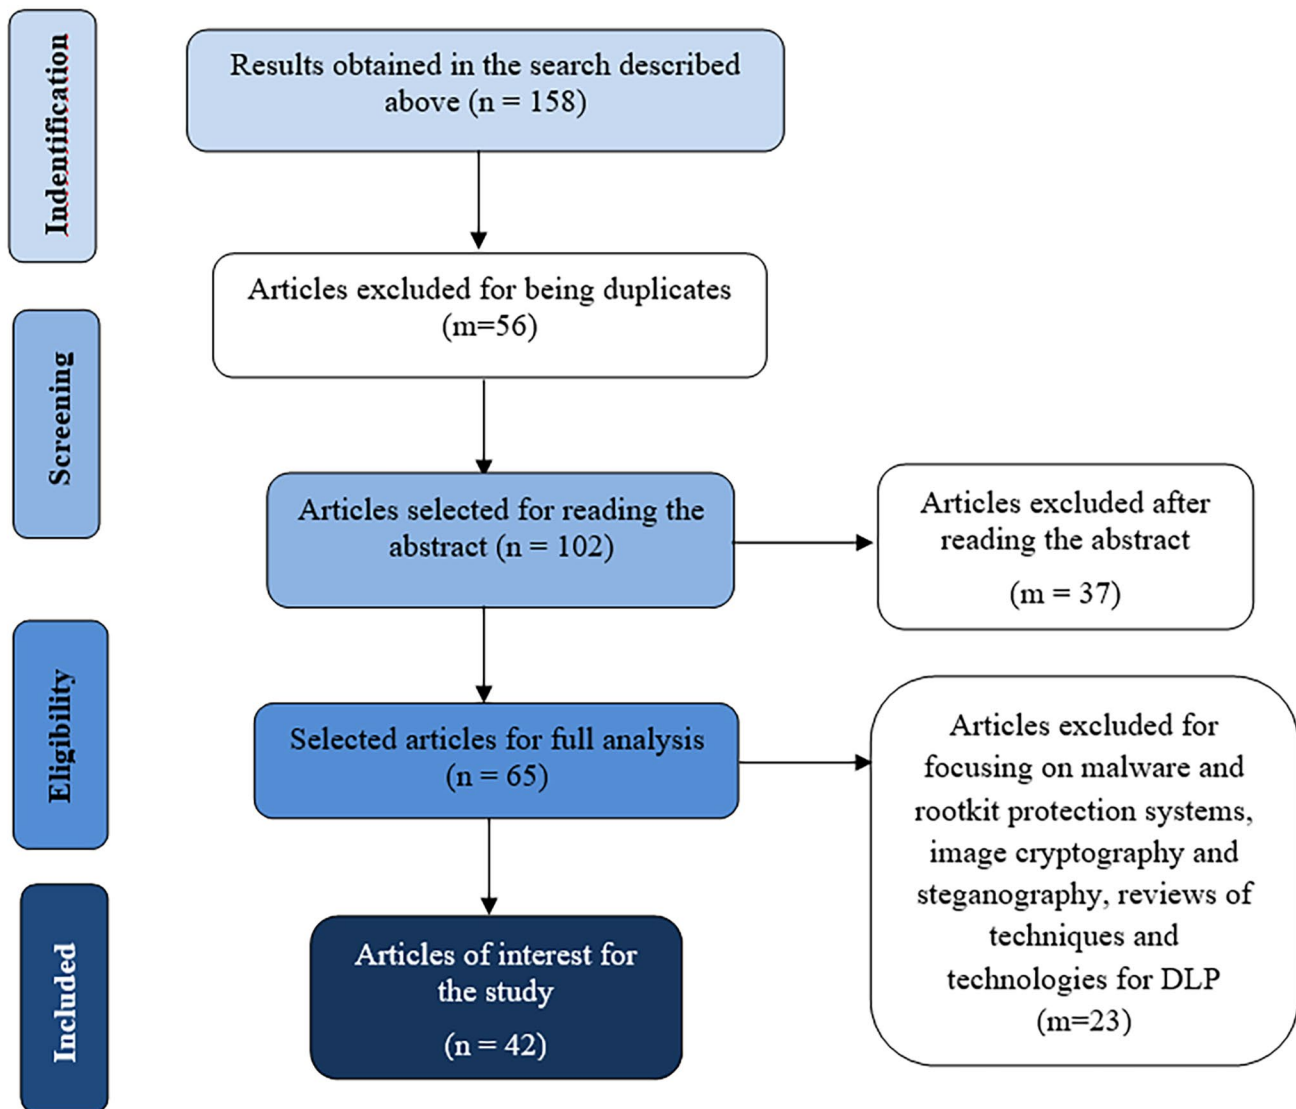 Indentification
Results obtained in the search described
above (n = 158)
Articles excluded for being duplicates
(m=56)
Screening
Articles selected for reading the
abstract (n = 102)
Articles excluded after
reading the abstract
(m = 37)
Eligibility
Selected articles for full analysis
(n = 65)
Articles excluded for
focusing on malware and
rootkit protection systems,
image cryptography and
steganography, reviews of
techniques and
technologies for DLP
(m=23)
Included
Articles of interest for
the study
(n = 42)